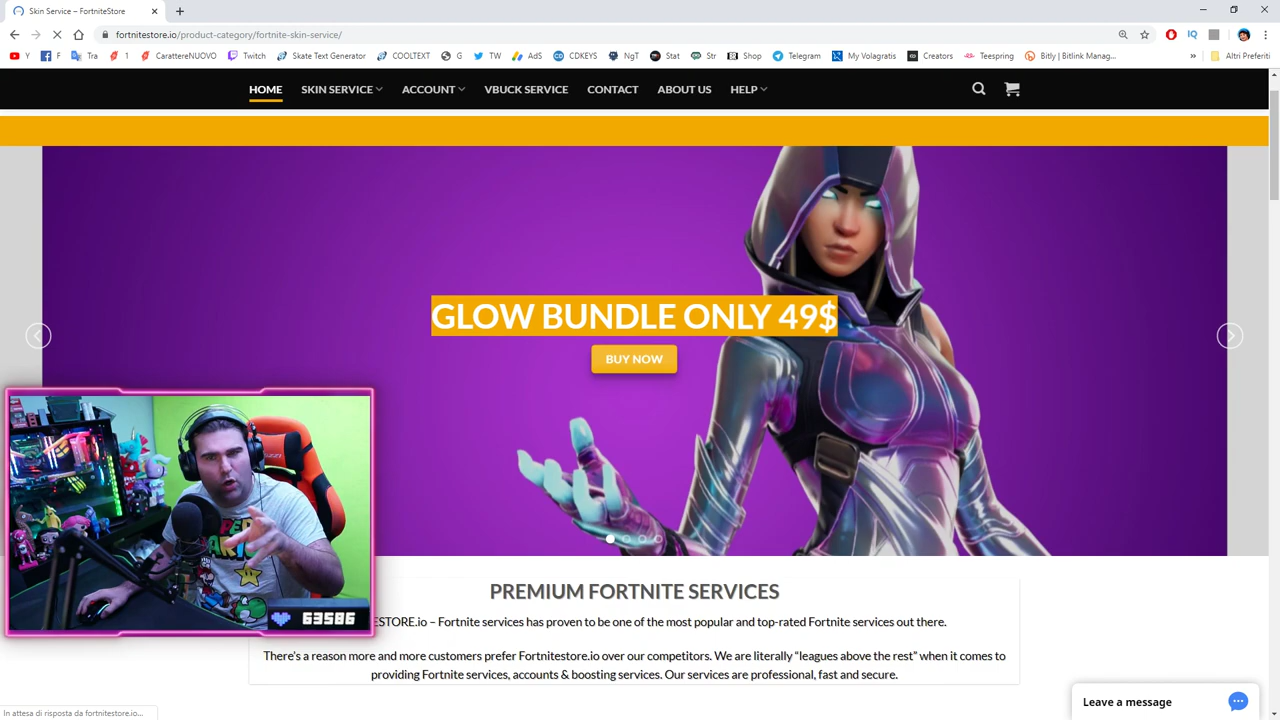 Skin Service – FortniteStore
fortnitestore.io/product-category/fortnite-skin-service/
Y F Tra 1 CarattereNUOVO Twitch Skate Text Generator COOLTEXT G TW AdS CDKEYS NgT Stat Str Shop Telegram My Volagratis Creators Teespring Bitly | Bitlink Manag... » Altri Preferiti
HOME SKIN SERVICE ACCOUNT VBUCK SERVICE CONTACT ABOUT US HELP
GLOW BUNDLE ONLY 49$
BUY NOW
MARIO
63586
PREMIUM FORTNITE SERVICES
ESTORE.io – Fortnite services has proven to be one of the most popular and top-rated Fortnite services out there.
There's a reason more and more customers prefer Fortnitestore.io over our competitors. We are literally “leagues above the rest” when it comes to
providing Fortnite services, accounts & boosting services. Our services are professional, fast and secure.
Leave a message
In attesa di risposta da fortnitestore.io...